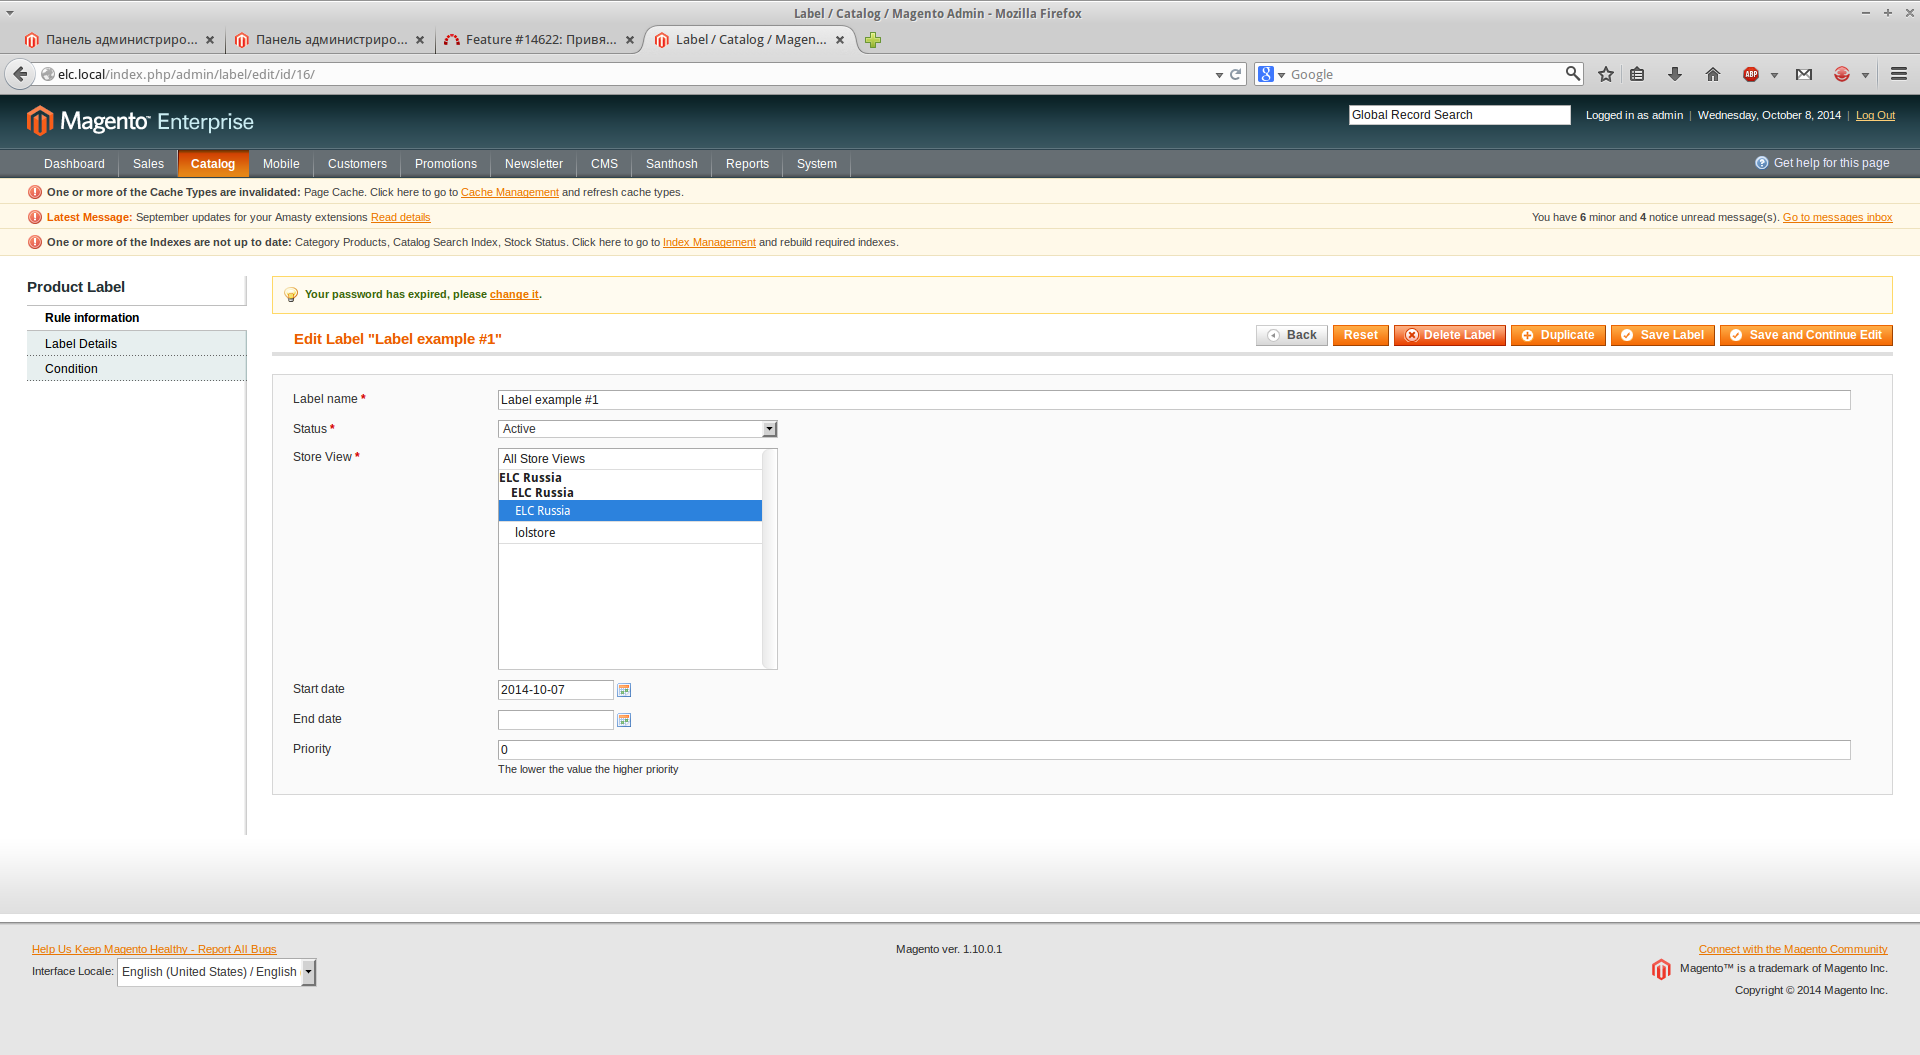 Label / Catalog / Magento Admin - Mozilla Firefox
Панель администриро...
Панель администриро...
Feature #14622: Привя...
Label / Catalog / Magen...
elc.local/index.php/admin/label/edit/id/16/
Google
ABP
Magento Enterprise
Global Record Search
Logged in as admin | Wednesday, October 8, 2014 | Log Out
Dashboard Sales Catalog Mobile Customers Promotions Newsletter CMS Santhosh Reports System
Get help for this page
One or more of the Cache Types are invalidated: Page Cache. Click here to go to Cache Management and refresh cache types.
Latest Message: September updates for your Amasty extensions Read details
You have 6 minor and 4 notice unread message(s). Go to messages inbox
One or more of the Indexes are not up to date: Category Products, Catalog Search Index, Stock Status. Click here to go to Index Management and rebuild required indexes.
Product Label
Rule information
Label Details
Condition
Your password has expired, please change it.
Edit Label "Label example #1"
Back Reset Delete Label Duplicate Save Label Save and Continue Edit
Label name *
Label example #1
Status *
Active
Store View *
All Store Views
ELC Russia
ELC Russia
ELC Russia
lolstore
Start date
2014-10-07
End date
Priority
0
The lower the value the higher priority
Help Us Keep Magento Healthy - Report All Bugs
Interface Locale: English (United States) / English
Magento ver. 1.10.0.1
Connect with the Magento Community
Magento™ is a trademark of Magento Inc.
Copyright © 2014 Magento Inc.